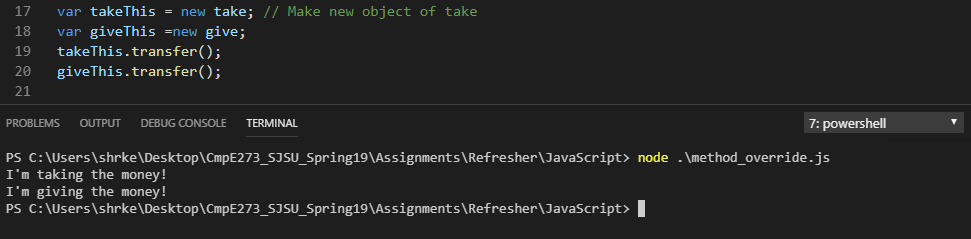 17 var takeThis = new take; // Make new object of take
18 var giveThis =new give;
19 takeThis.transfer();
20 giveThis.transfer();
21
PROBLEMS OUTPUT DEBUG CONSOLE TERMINAL 7: powershell
PS C:\Users\shrke\Desktop\CmpE273_SJSU_Spring19\Assignments\Refresher\JavaScript> node .\method_override.js
I'm taking the money!
I'm giving the money!
PS C:\Users\shrke\Desktop\CmpE273_SJSU_Spring19\Assignments\Refresher\JavaScript>